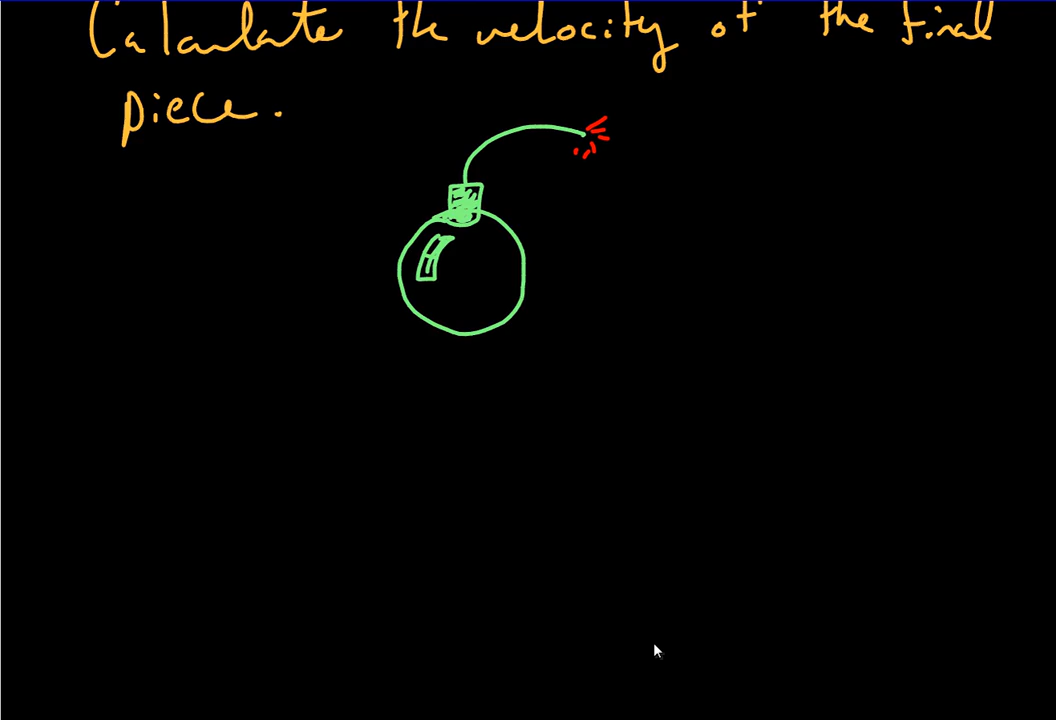 Calculate the velocity of the final
piece.